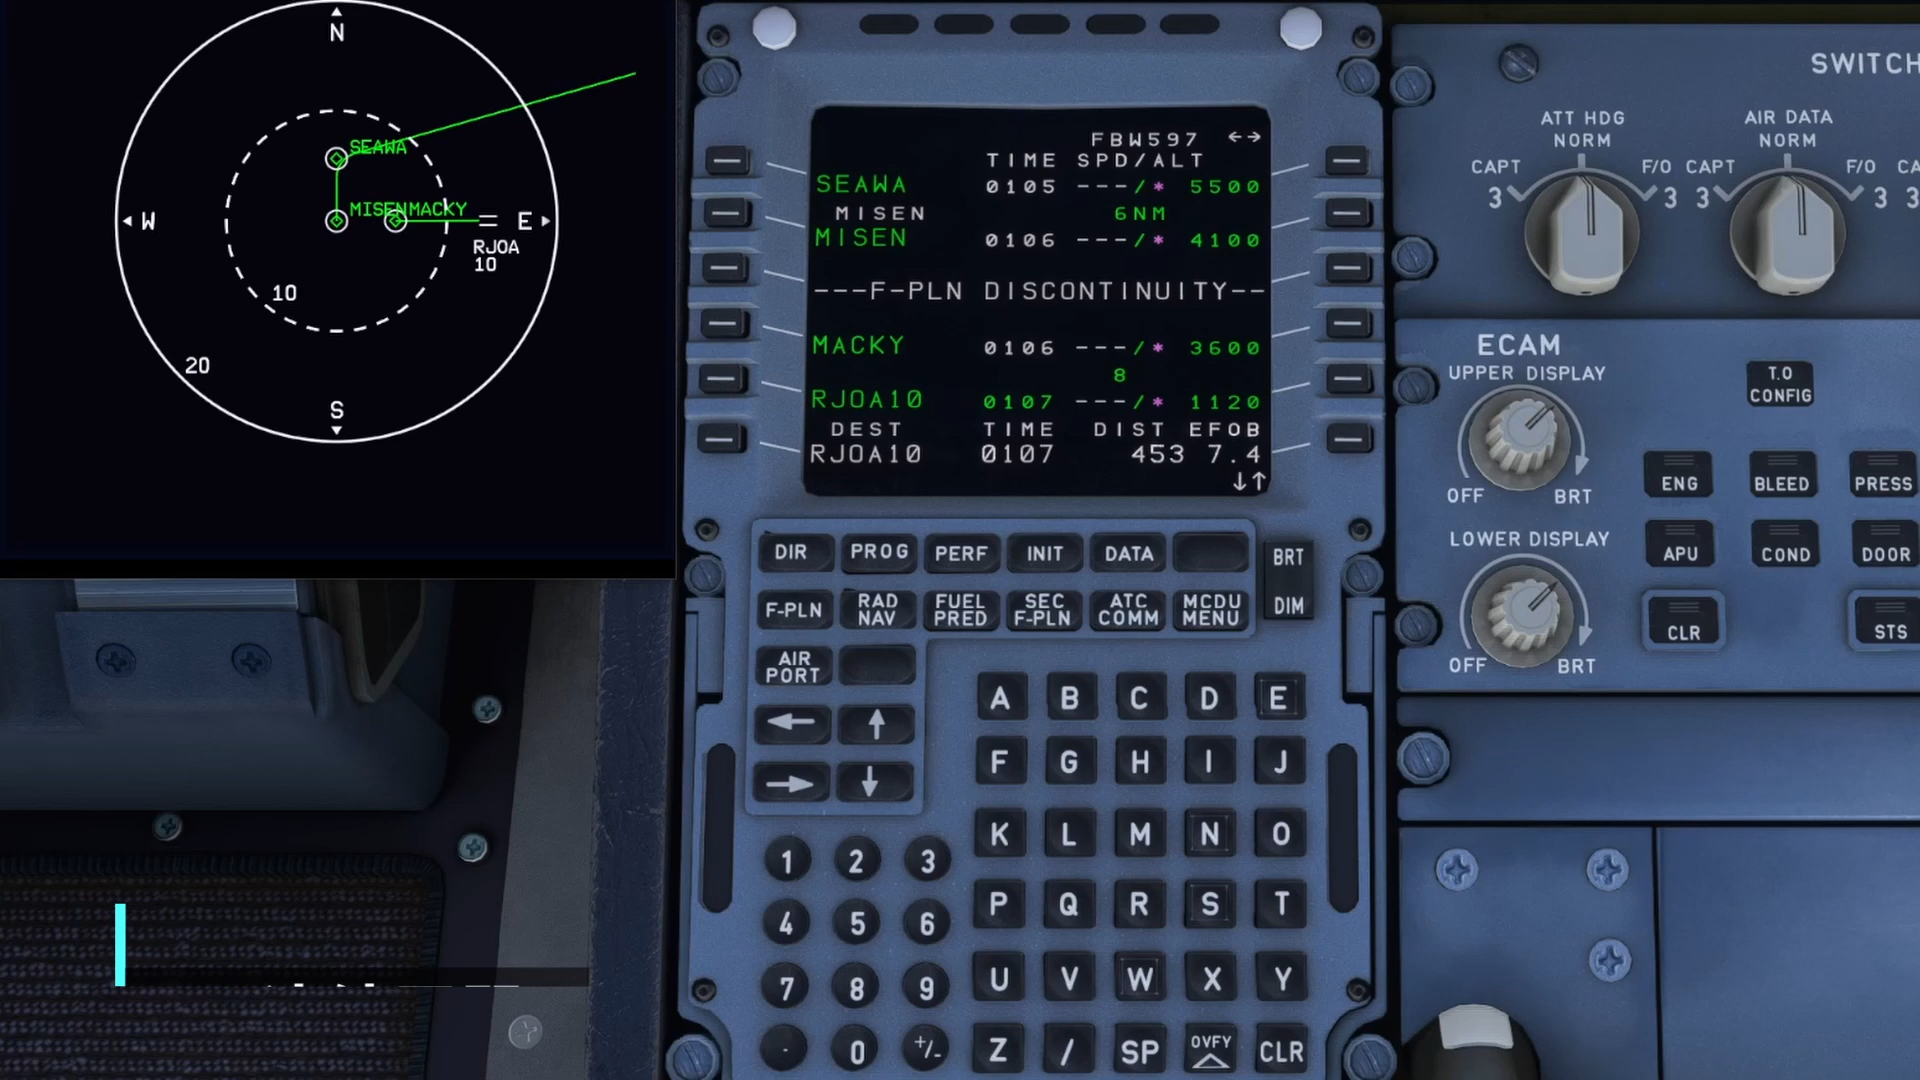 N
SEAWA
MISENMACKY
W
E
RJOA
10
10
20
S
FBW597 ←→
TIME SPD/ALT
SEAWA 0105 ---/* 5500
MISEN 6NM
MISEN 0106 ---/* 4100
---F-PLN DISCONTINUITY--
MACKY 0106 ---/* 3600
8
RJOA10 0107 ---/* 1120
DEST TIME DIST EFOB
RJOA10 0107 453 7.4
↓↑
DIR PROG PERF INIT DATA
BRT
DIM
F-PLN RAD NAV FUEL PRED SEC F-PLN ATC COMM MCDU MENU
AIR PORT
← ↑
→ ↓
A B C D E
F G H I J
K L M N O
P Q R S T
U V W X Y
Z / SP OVFY CLR
1 2 3
4 5 6
7 8 9
. 0 +/-
SWITCH
ATT HDG
NORM
CAPT
3
F/O
3
AIR DATA
NORM
CAPT
3
F/O
3
CA
3
ECAM
UPPER DISPLAY
OFF BRT
T.O
CONFIG
LOWER DISPLAY
OFF BRT
ENG BLEED PRESS
APU COND DOOR
CLR STS